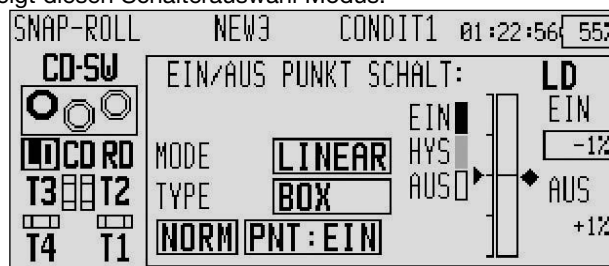 eigt diesen Schalterauswahl-Modus.
SNAP-ROLL NEW3 CONDIT1 01:22:56 55%
CD-SW EIN/AUS PUNKT SCHALT: LD
EIN EIN
LD CD RD MODE LINEAR HYS -1%
T3 T2 TYPE BOX AUS AUS
NORM PNT:EIN +1%
T4 T1